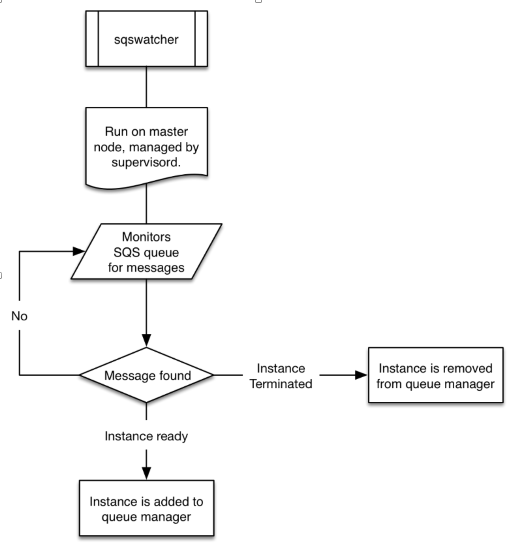 sqswatcher
Run on master
node, managed by
supervisord.
Monitors
SQS queue
for messages
No
Message found
Instance
Terminated
Instance is removed
from queue manager
Instance ready
Instance is added to
queue manager